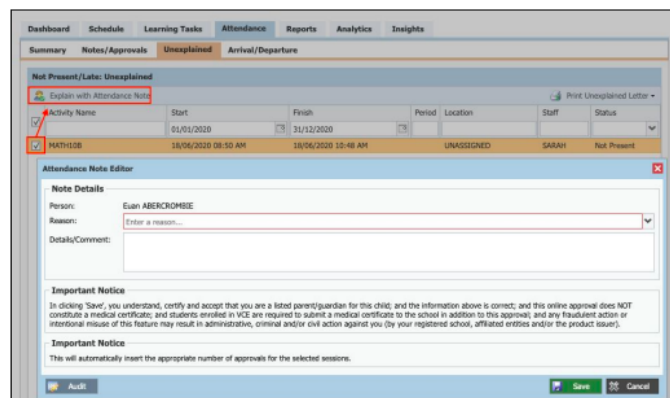 Dashboard Schedule Learning Tasks Attendance Reports Analytics Insights
Summary Notes/Approvals Unexplained Arrival/Departure
Not Present/Late: Unexplained
Explain with Attendance Note Print Unexplained Letter
Activity Name Start Finish Period Location Staff Status
01/01/2020 31/12/2020
MATH10B 18/06/2020 08:50 AM 18/06/2020 10:48 AM UNASSIGNED SARAH Not Present
Attendance Note Editor
Note Details
Person: Euan ABERCROMBIE
Reason: Enter a reason...
Details/Comment:
Important Notice
In clicking 'Save', you understand, certify and accept that you are a listed parent/guardian for this child; and the information above is correct; and this online approval does NOT
constitute a medical certificate; and students enrolled in VCE are required to submit a medical certificate to the school in addition to this approval; and any fraudulent action or
intentional misuse of this feature may result in administrative, criminal and/or civil action against you (by your registered school, affiliated entities and/or the product issuer).
Important Notice
This will automatically insert the appropriate number of approvals for the selected sessions.
Audit Save Cancel